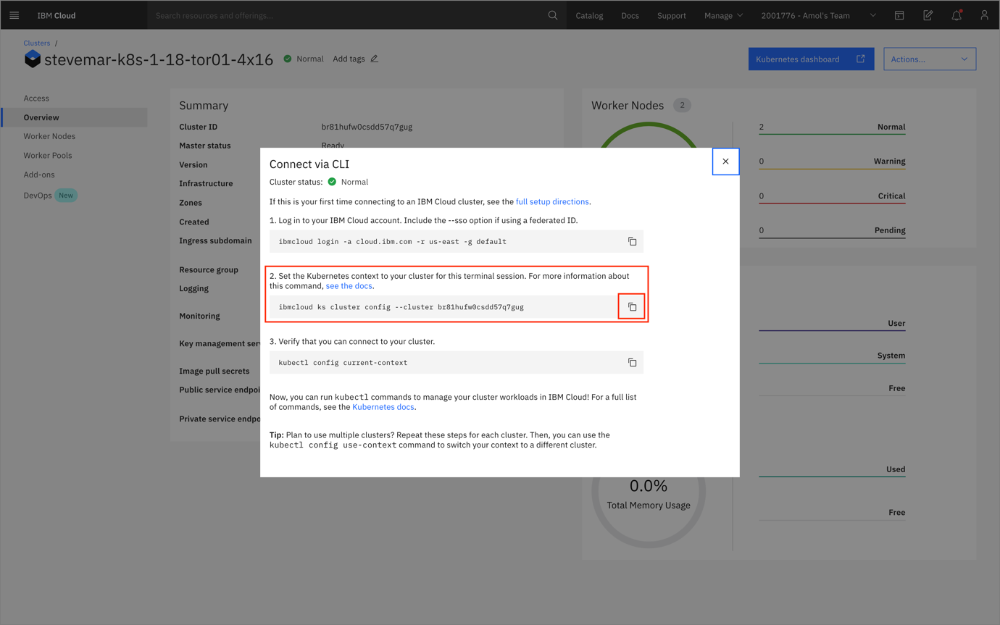 IBM Cloud
Search resources and offerings...
Catalog
Docs
Support
Manage
2001776 - Amol's Team
Clusters /
stevemar-k8s-1-18-tor01-4x16
Normal
Add tags
Kubernetes dashboard
Actions...
Access
Overview
Worker Nodes
Worker Pools
Add-ons
DevOps New
Summary
Cluster ID br81hufw0csdd57q7gug
Master status Ready
Version
Infrastructure
Zones
Created
Ingress subdomain
Resource group
Logging
Monitoring
Key management ser
Image pull secrets
Public service endpoi
Private service endpo
Connect via CLI
Cluster status: Normal
If this is your first time connecting to an IBM Cloud cluster, see the full setup directions.
1. Log in to your IBM Cloud account. Include the --sso option if using a federated ID.
ibmcloud login -a cloud.ibm.com -r us-east -g default
2. Set the Kubernetes context to your cluster for this terminal session. For more information about
this command, see the docs.
ibmcloud ks cluster config --cluster br81hufw0csdd57q7gug
3. Verify that you can connect to your cluster.
kubectl config current-context
Now, you can run kubectl commands to manage your cluster workloads in IBM Cloud! For a full list
of commands, see the Kubernetes docs.
Tip: Plan to use multiple clusters? Repeat these steps for each cluster. Then, you can use the
kubectl config use-context command to switch your context to a different cluster.
Worker Nodes 2
2 Normal
0 Warning
0 Critical
0 Pending
User
System
Free
0.0%
Total Memory Usage
Used
Free